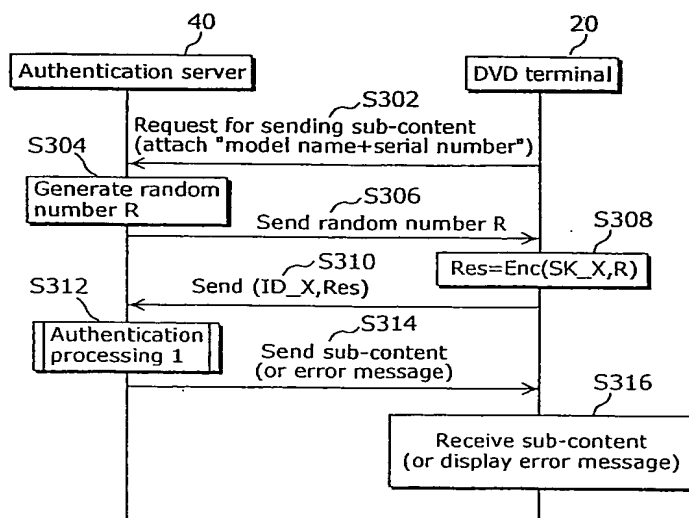 40
20
Authentication server
DVD terminal
S302
Request for sending sub-content
(attach "model name+serial number")
S304
Generate random
number R
S306
Send random number R
S308
Res=Enc(SK_X,R)
S310
Send (ID_X,Res)
S312
Authentication
processing 1
S314
Send sub-content
(or error message)
S316
Receive sub-content
(or display error message)